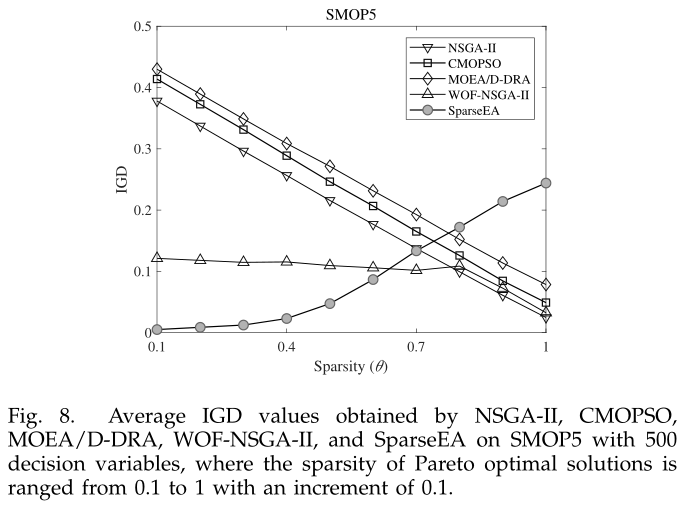 SMOP5
0.5
0.4
0.3
0.2
0.1
0
IGD
NSGA-II
CMOPSO
MOEA/D-DRA
WOF-NSGA-II
SparseEA
0.1 0.4 0.7 1
Sparsity (θ)
Fig. 8. Average IGD values obtained by NSGA-II, CMOPSO,
MOEA/D-DRA, WOF-NSGA-II, and SparseEA on SMOP5 with 500
decision variables, where the sparsity of Pareto optimal solutions is
ranged from 0.1 to 1 with an increment of 0.1.